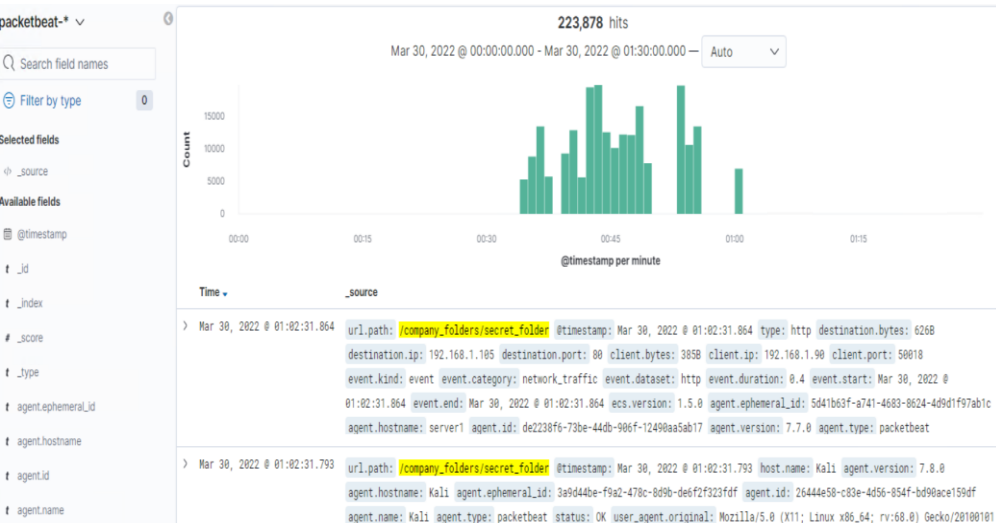 packetbeat-*
Search field names
Filter by type 0
Selected fields
_source
Available fields
@timestamp
t _id
t _index
# _score
t _type
t agent.ephemeral_id
t agent.hostname
t agent.id
t agent.name
223,878 hits
Mar 30, 2022 @ 00:00:00.000 - Mar 30, 2022 @ 01:30:00.000 — Auto
Count
15000
10000
5000
0
00:00 00:15 00:30 00:45 01:00 01:15
@timestamp per minute
Time _source
Mar 30, 2022 @ 01:02:31.864 url.path: /company_folders/secret_folder @timestamp: Mar 30, 2022 @ 01:02:31.864 type: http destination.bytes: 626B
destination.ip: 192.168.1.105 destination.port: 80 client.bytes: 385B client.ip: 192.168.1.90 client.port: 50018
event.kind: event event.category: network_traffic event.dataset: http event.duration: 0.4 event.start: Mar 30, 2022 @
01:02:31.864 event.end: Mar 30, 2022 @ 01:02:31.864 ecs.version: 1.5.0 agent.ephemeral_id: 5d41b63f-a741-4683-8624-4d9d1f97ab1c
agent.hostname: server1 agent.id: de2238f6-73be-44db-906f-12490aa5ab17 agent.version: 7.7.0 agent.type: packetbeat
Mar 30, 2022 @ 01:02:31.793 url.path: /company_folders/secret_folder @timestamp: Mar 30, 2022 @ 01:02:31.793 host.name: Kali agent.version: 7.8.0
agent.hostname: Kali agent.ephemeral_id: 3a9d44be-f9a2-478c-8d9b-de6f2f323fdf agent.id: 26444e58-c83e-4d56-854f-bd90ace159df
agent.name: Kali agent.type: packetbeat status: OK user_agent.original: Mozilla/5.0 (X11; Linux x86_64; rv:68.0) Gecko/20100101